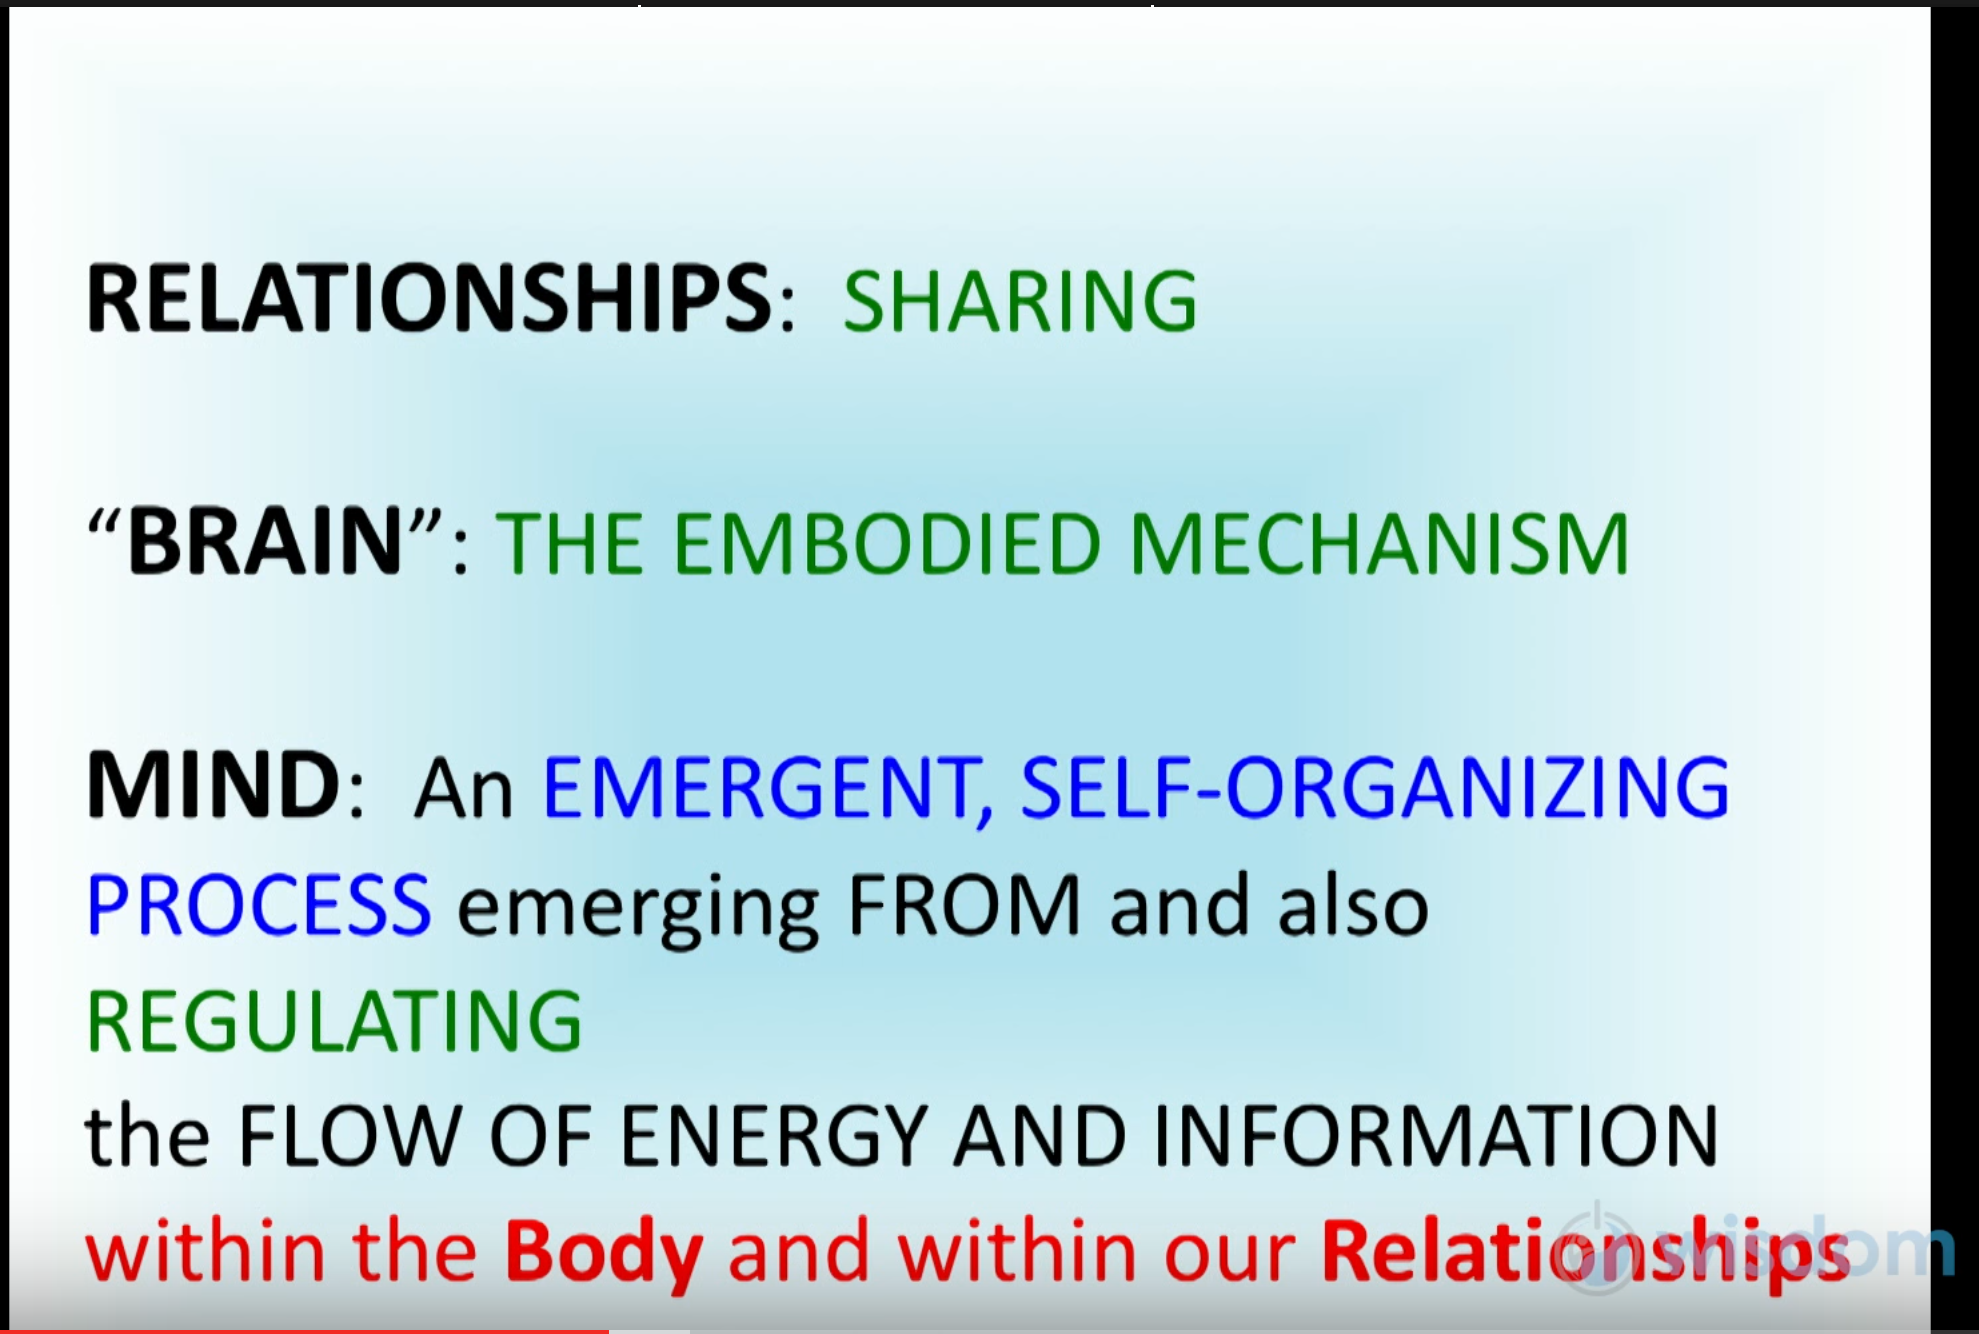 RELATIONSHIPS: SHARING
“BRAIN”: THE EMBODIED MECHANISM
MIND: An EMERGENT, SELF-ORGANIZING
PROCESS emerging FROM and also
REGULATING
the FLOW OF ENERGY AND INFORMATION
within the Body and within our Relationships
wisdom